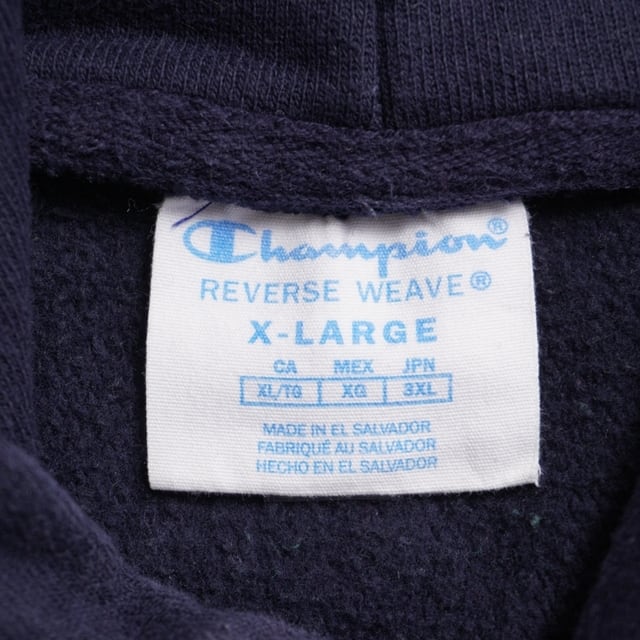 Champion®
REVERSE WEAVE®
X-LARGE
CA MEX JPN
XL/TG XG 3XL
MADE IN EL SALVADOR
FABRIQUÉ AU SALVADOR
HECHO EN EL SALVADOR